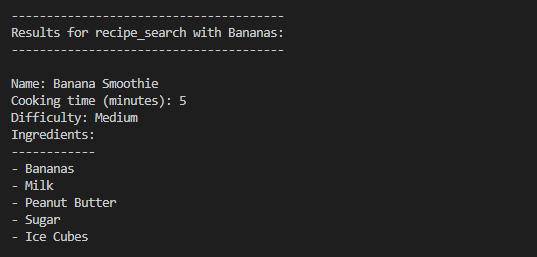 ---------------------------------------
Results for recipe_search with Bananas:
---------------------------------------
Name: Banana Smoothie
Cooking time (minutes): 5
Difficulty: Medium
Ingredients:
------------
- Bananas
- Milk
- Peanut Butter
- Sugar
- Ice Cubes